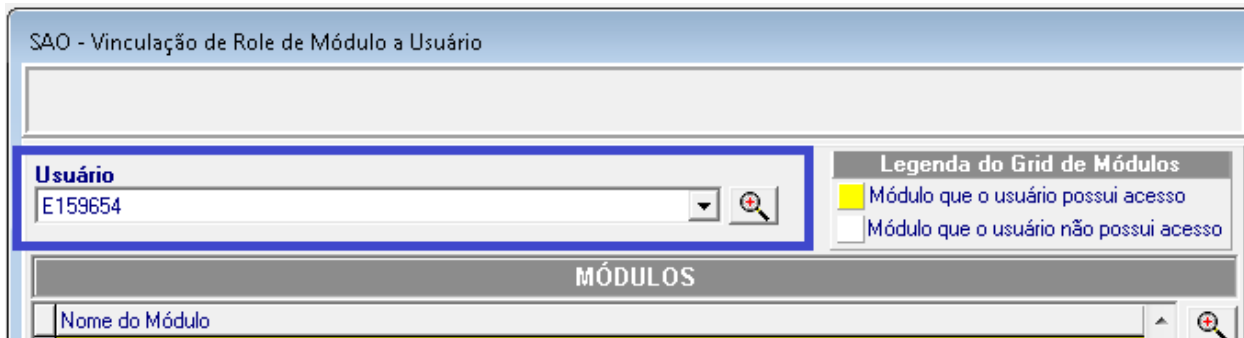 SAO - Vinculação de Role de Módulo a Usuário
Usuário
E159654
Legenda do Grid de Módulos
Módulo que o usuário possui acesso
Módulo que o usuário não possui acesso
MÓDULOS
Nome do Módulo